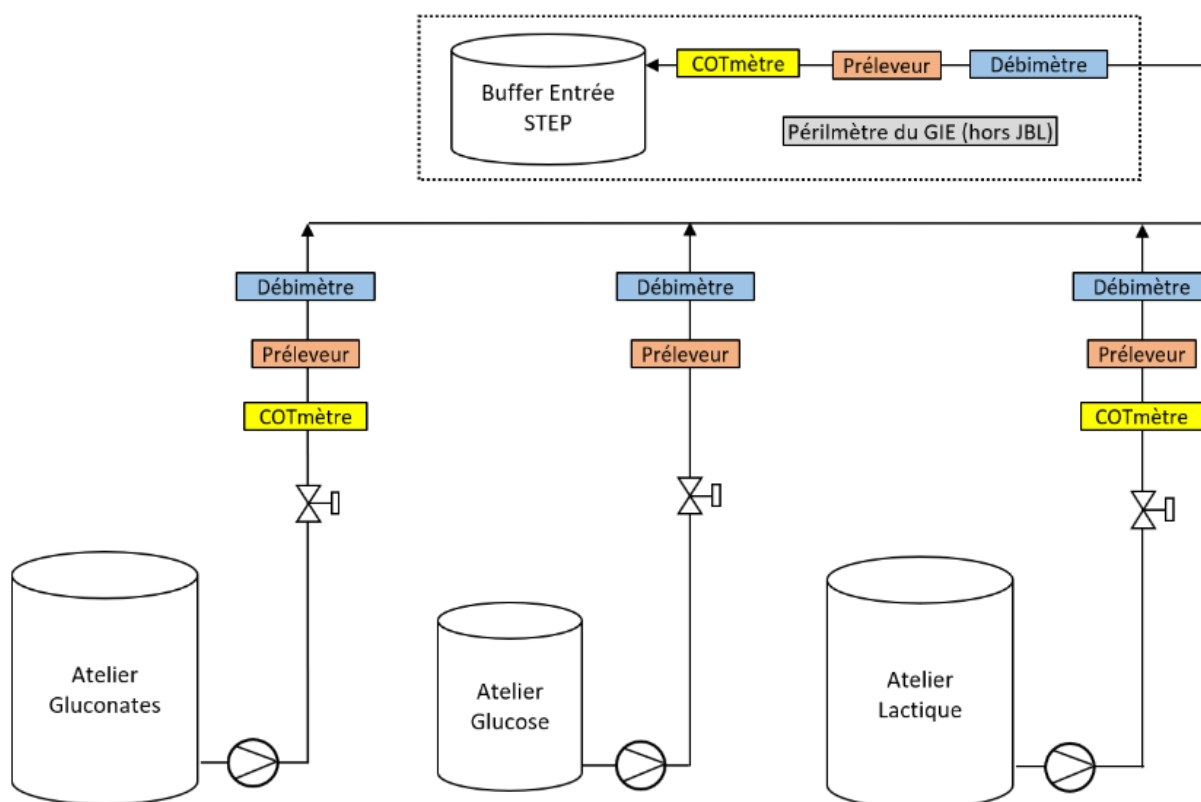 Buffer Entrée
STEP
COTmètre
Préleveur
Débimètre
Périlmètre du GIE (hors JBL)
Débimètre
Débimètre
Débimètre
Préleveur
Préleveur
Préleveur
COTmètre
COTmètre
Atelier
Gluconates
Atelier
Glucose
Atelier
Lactique